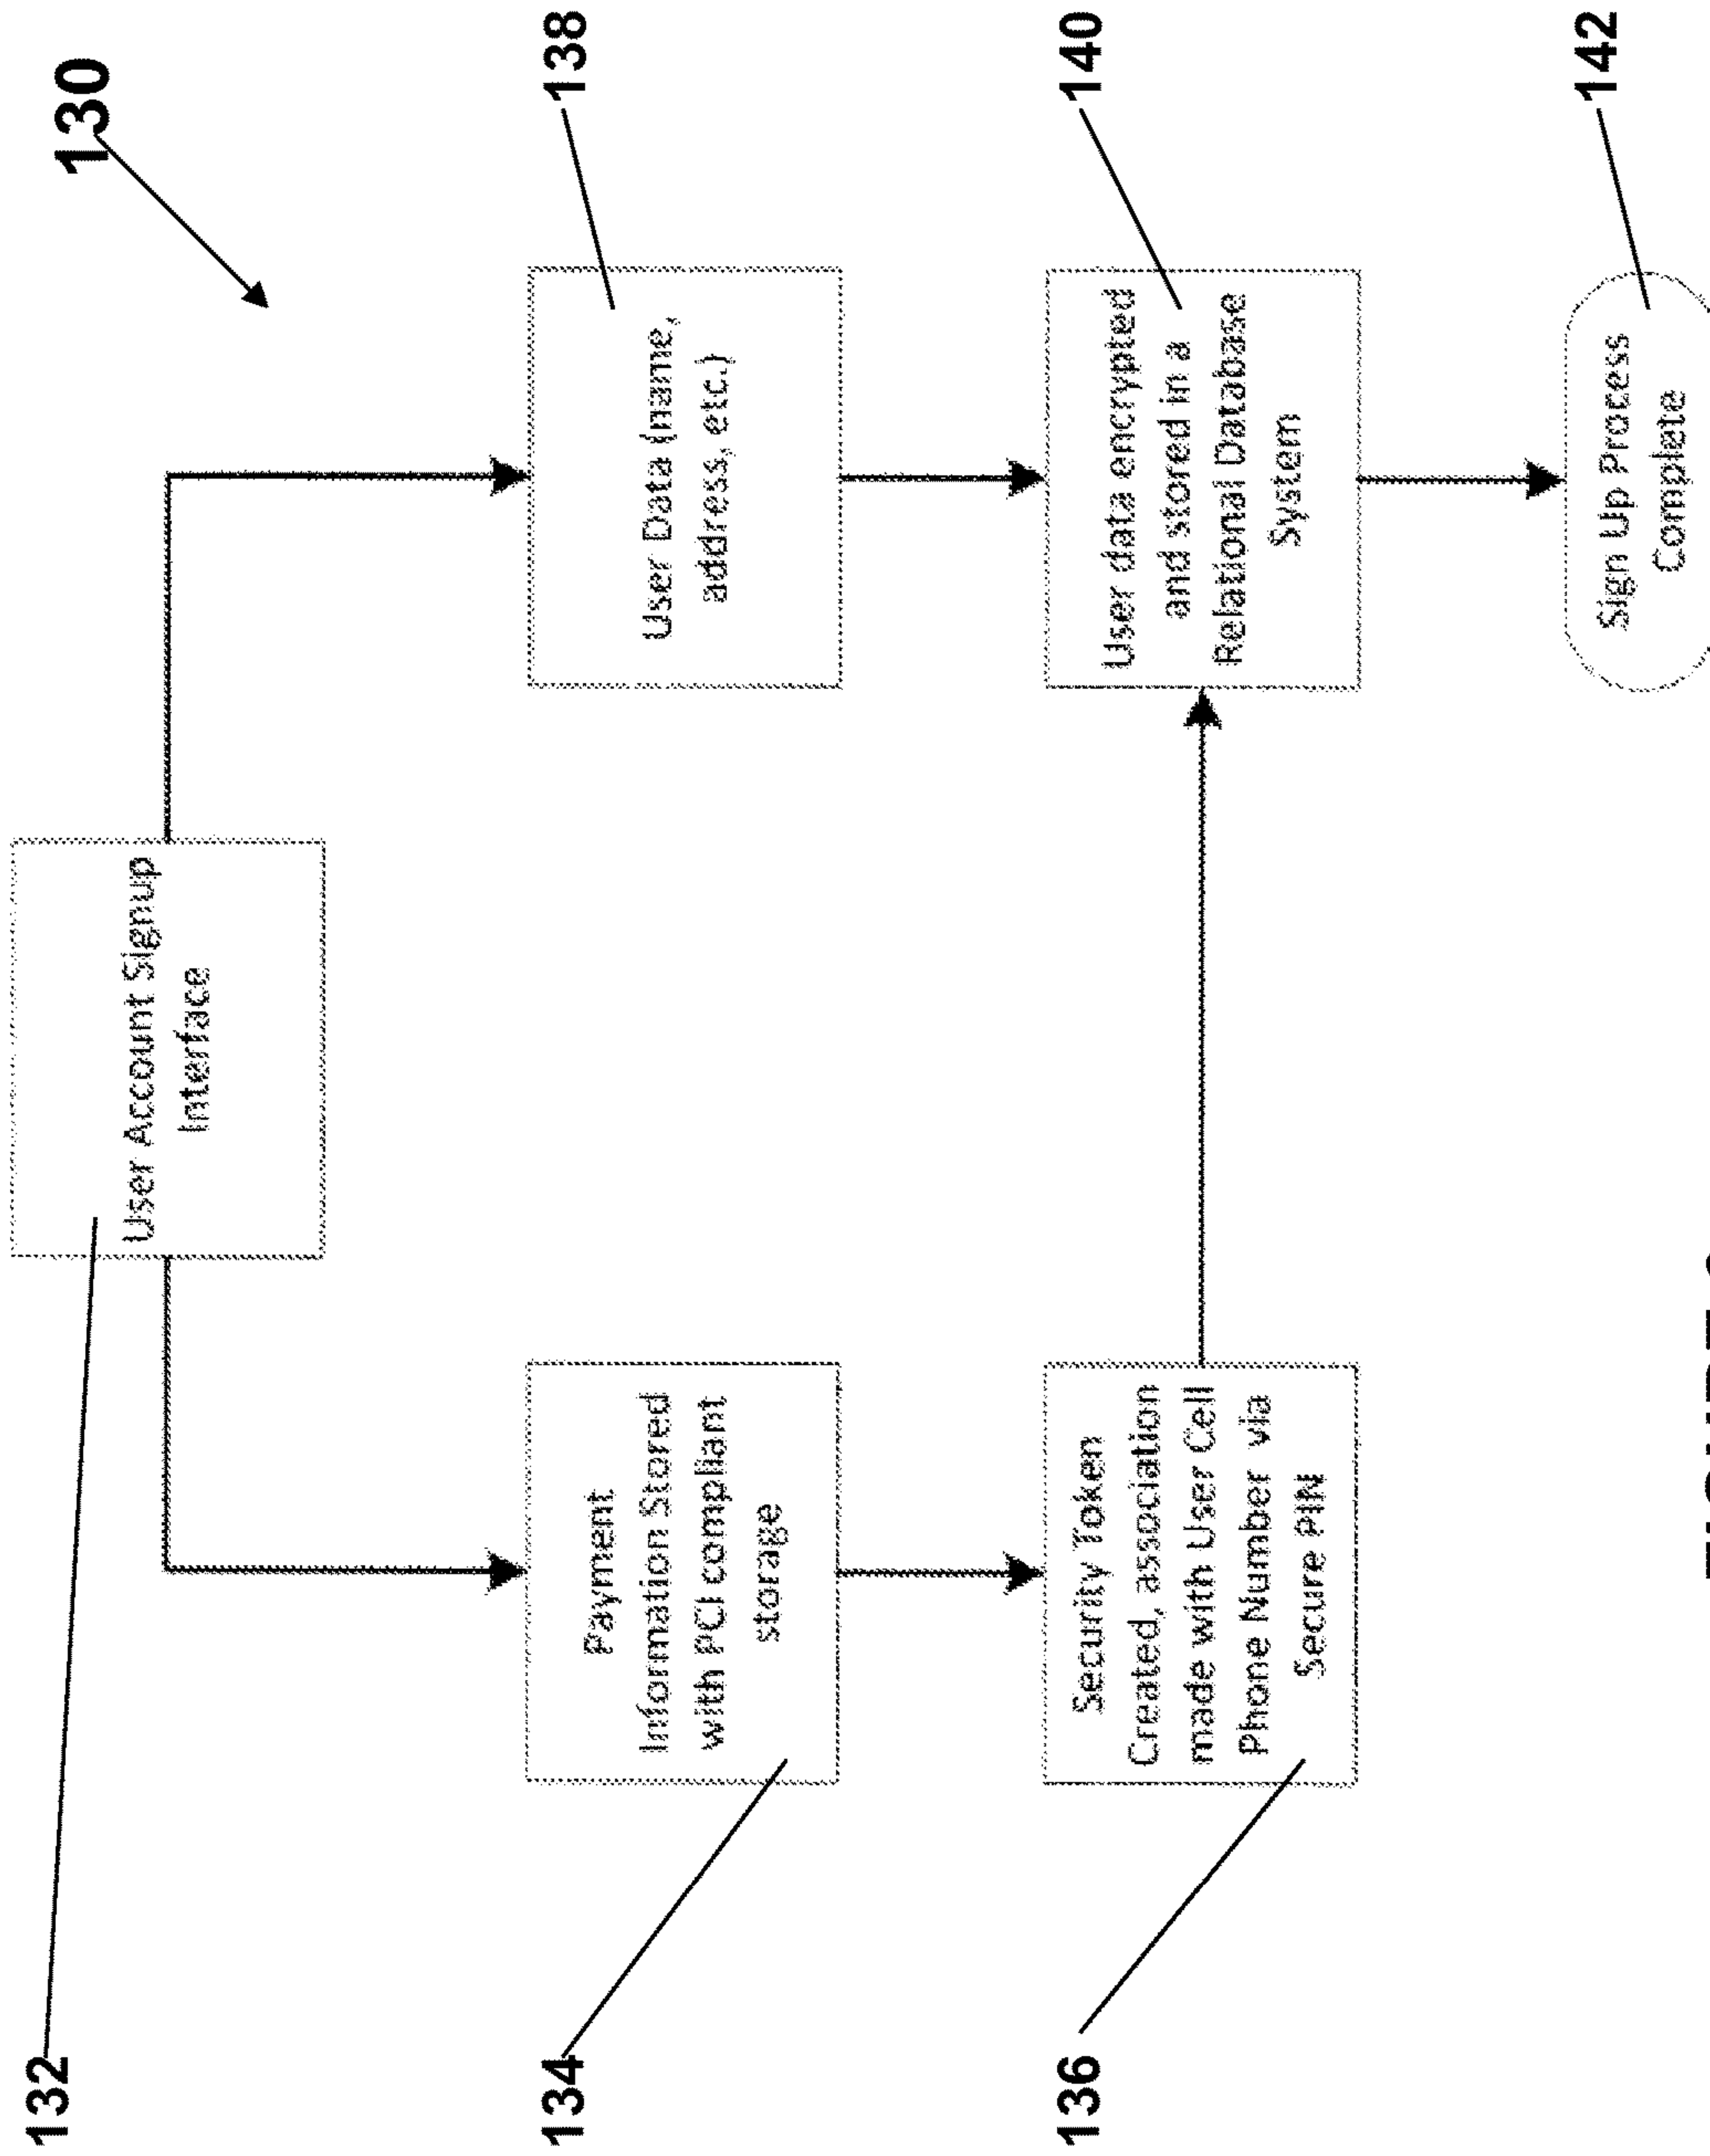 130
132
User Account Signup
Interface
134
Payment
Information Stored
with PCI compliant
storage
138
User Data (name,
address, etc.)
136
Security Token
Created, association
made with User Cell
Phone Number via
Secure PIN
140
User data encrypted
and stored in a
Relational Database
System
142
Sign Up Process
Complete